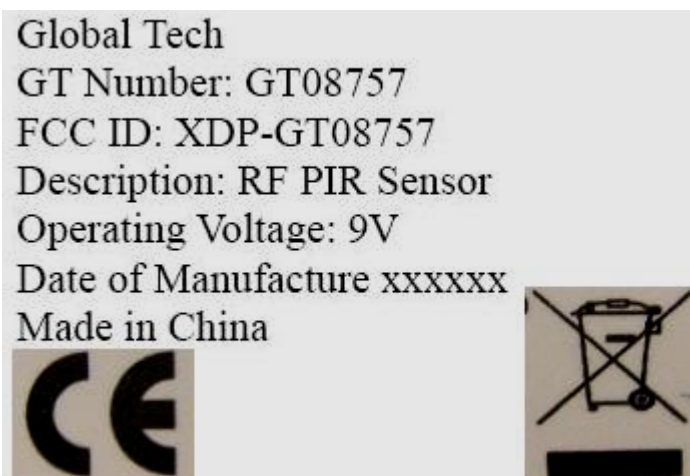 Global Tech
GT Number: GT08757
FCC ID: XDP-GT08757
Description: RF PIR Sensor
Operating Voltage: 9V
Date of Manufacture xxxxxx
Made in China
CE